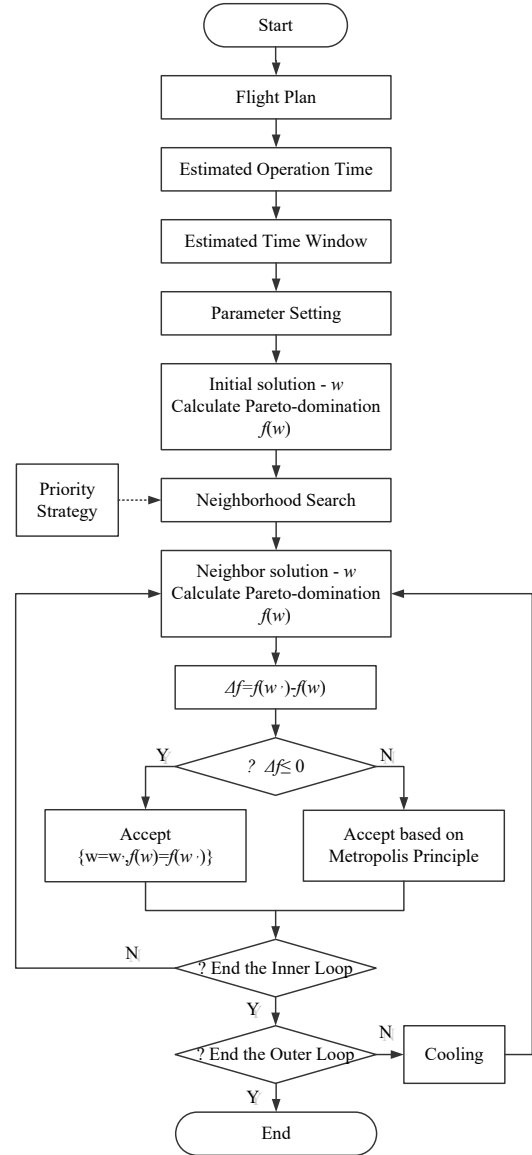 Start
Flight Plan
Estimated Operation Time
Estimated Time Window
Parameter Setting
Initial solution - w
Calculate Pareto-domination
f(w)
Priority
Strategy
Neighborhood Search
Neighbor solution - w
Calculate Pareto-domination
f(w)
Δf=f(w')-f(w)
Y
? Δf≤ 0
N
Accept
{w=w',f(w)=f(w')}
Accept based on
Metropolis Principle
N
? End the Inner Loop
Y
? End the Outer Loop
N
Cooling
Y
End